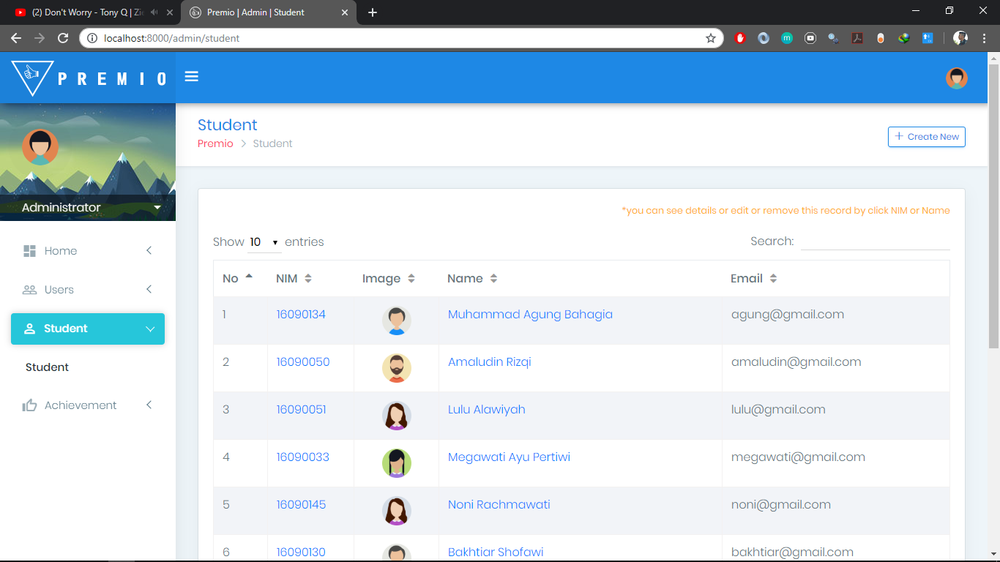 (2) Don't Worry - Tony Q | Zie
Premio | Admin | Student
localhost:8000/admin/student
PREMIO
Student
Premio > Student
+ Create New
Administrator
Home
Users
Student
Student
Achievement
*you can see details or edit or remove this record by click NIM or Name
Show 10 entries
Search:
No NIM Image Name Email
1 16090134 Muhammad Agung Bahagia agung@gmail.com
2 16090050 Amaludin Rizqi amaludin@gmail.com
3 16090051 Lulu Alawiyah lulu@gmail.com
4 16090033 Megawati Ayu Pertiwi megawati@gmail.com
5 16090145 Noni Rachmawati noni@gmail.com
6 16090130 Bakhtiar Shofawi bakhtiar@gmail.com